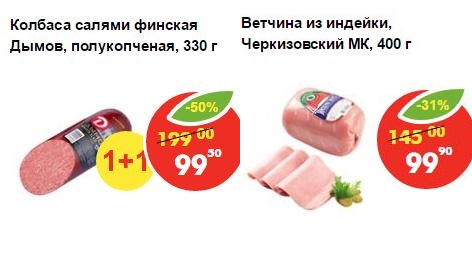 Колбаса салями финская
Дымов, полукопченая, 330 г
-50%
199 00
1+1
99 50
Ветчина из индейки,
Черкизовский МК, 400 г
-31%
145 00
99 90